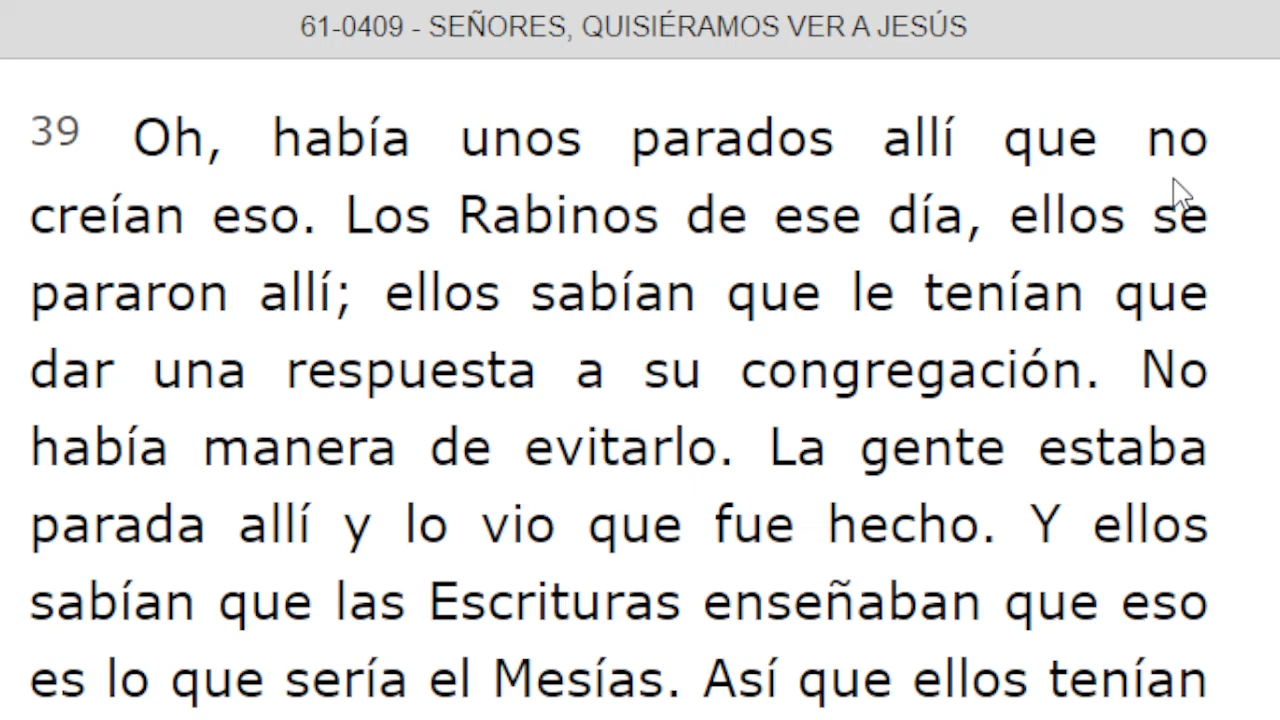 61-0409 - SEÑORES, QUISIÉRAMOS VER A JESÚS
39 Oh, había unos parados allí que no
creían eso. Los Rabinos de ese día, ellos se
pararon allí; ellos sabían que le tenían que
dar una respuesta a su congregación. No
había manera de evitarlo. La gente estaba
parada allí y lo vio que fue hecho. Y ellos
sabían que las Escrituras enseñaban que eso
es lo que sería el Mesías. Así que ellos tenían